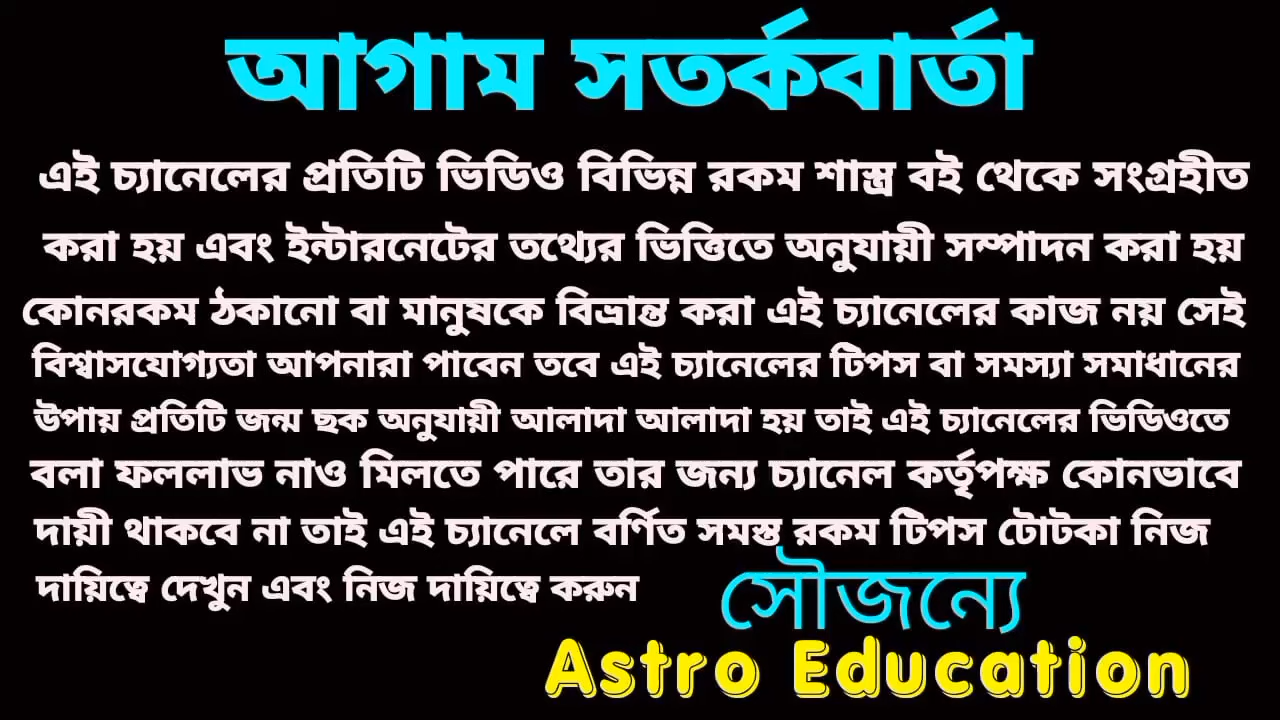 আগাম সতর্কবার্তা
এই চ্যানেলের প্রতিটি ভিডিও বিভিন্ন রকম শাস্ত্র বই থেকে সংগ্রহীত
করা হয় এবং ইন্টারনেটের তথ্যের ভিত্তিতে অনুযায়ী সম্পাদন করা হয়
কোনরকম ঠকানো বা মানুষকে বিভ্রান্ত করা এই চ্যানেলের কাজ নয় সেই
বিশ্বাসযোগ্যতা আপনারা পাবেন তবে এই চ্যানেলের টিপস বা সমস্যা সমাধানের
উপায় প্রতিটি জন্ম ছক অনুযায়ী আলাদা আলাদা হয় তাই এই চ্যানেলের ভিডিওতে
বলা ফললাভ নাও মিলতে পারে তার জন্য চ্যানেল কর্তৃপক্ষ কোনভাবে
দায়ী থাকবে না তাই এই চ্যানেলে বর্ণিত সমস্ত রকম টিপস টোটকা নিজ
দায়িত্বে দেখুন এবং নিজ দায়িত্বে করুন
সৌজন্যে
Astro Education